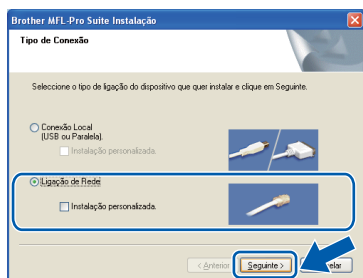 Brother MFL-Pro Suite Instalação
Tipo de Conexão
Seleccione o tipo de ligação do dispositivo que quer instalar e clique em Seguinte.
Conexão Local
(USB ou Paralela).
Instalação personalizada.
Ligação de Rede
Instalação personalizada.
< Anterior
Seguinte >
elar